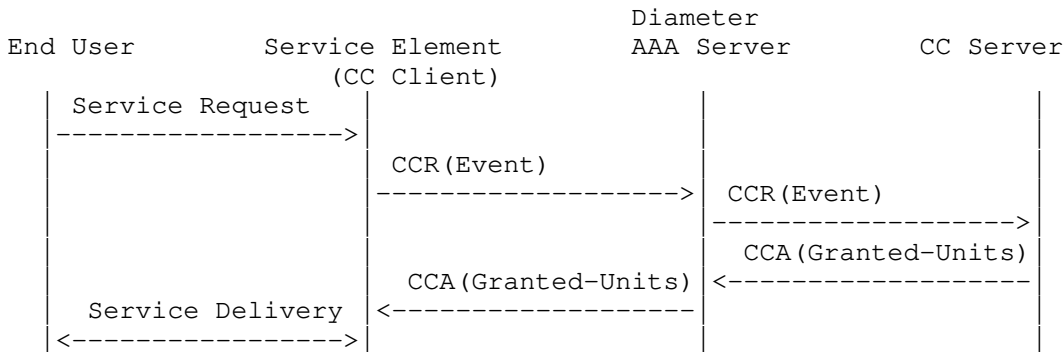 Diameter
End User Service Element AAA Server CC Server
(CC Client)
Service Request
CCR(Event)
CCR(Event)
CCA(Granted-Units)
CCA(Granted-Units)
Service Delivery